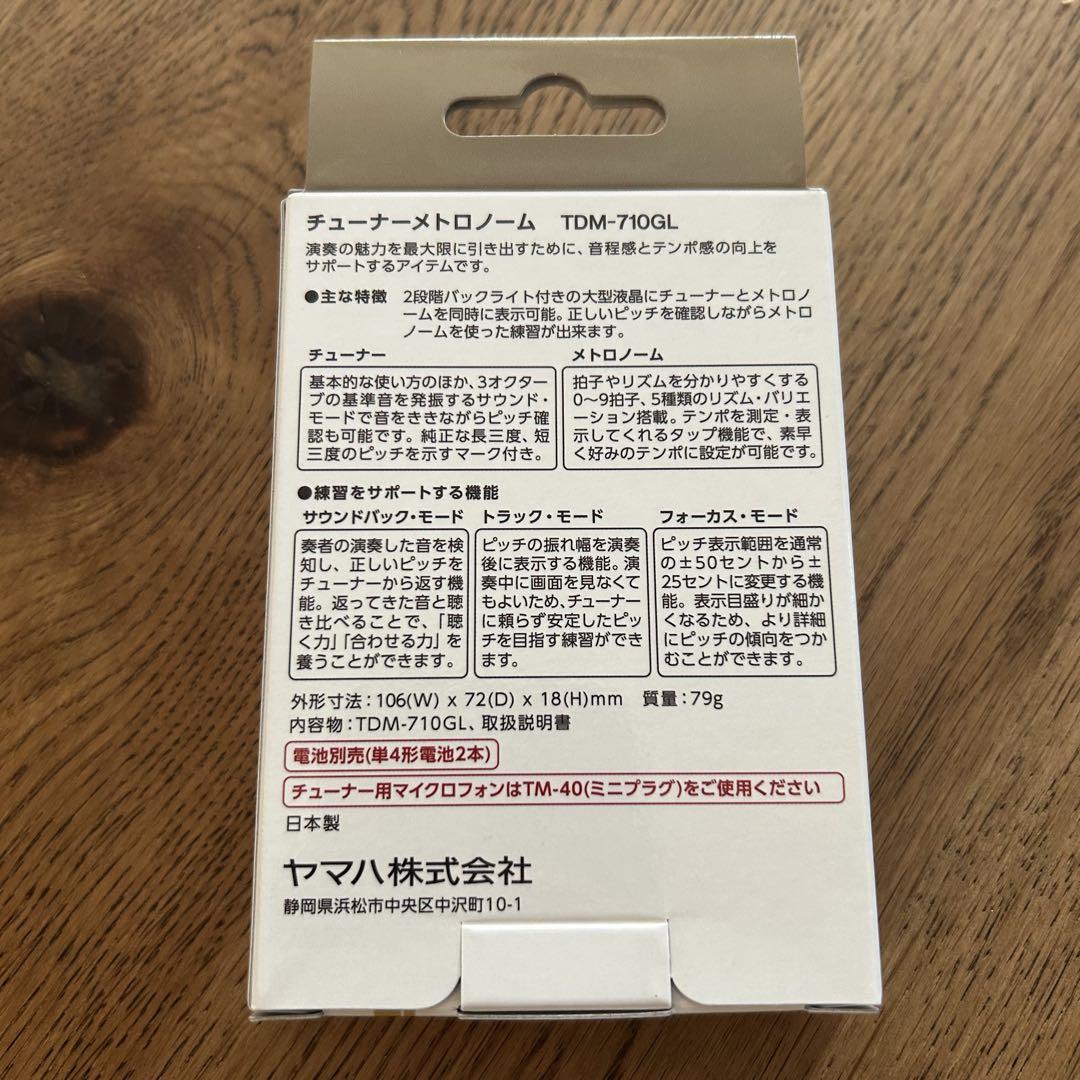 チューナーメトロノーム TDM-710GL
演奏の魅力を最大限に引き出すために、音程感とテンポ感の向上を
サポートするアイテムです。
●主な特徴 2段階バックライト付きの大型液晶にチューナーとメトロノ
ームを同時に表示可能。正しいピッチを確認しながらメトロ
ノームを使った練習が出来ます。
チューナー
基本的な使い方のほか、3オクター
ブの基準音を発振するサウンド・
モードで音をききながらピッチ確
認も可能です。純正な長三度、短
三度のピッチを示すマーク付き。
メトロノーム
拍子やリズムを分かりやすくする
0〜9拍子、5種類のリズム・バリエ
ーション搭載。テンポを測定・表
示してくれるタップ機能で、素早
く好みのテンポに設定が可能です。
●練習をサポートする機能
サウンドバック・モード
奏者の演奏した音を検
知し、正しいピッチを
チューナーから返す機
能。返ってきた音と聴
き比べることで、「聴
く力」「合わせる力」を
養うことができます。
トラック・モード
ピッチの振れ幅を演奏
後に表示する機能。演
奏中に画面を見なくて
もよいため、チューナー
に頼らず安定したピッ
チを目指す練習ができ
ます。
フォーカス・モード
ピッチ表示範囲を通常
の±50セントから±
25セントに変更する機
能。表示目盛りが細か
くなるため、より詳細
にピッチの傾向をつか
むことができます。
外形寸法：106(W) x 72(D) x 18(H)mm 質量：79g
内容物：TDM-710GL、取扱説明書
電池別売(単4形電池2本)
チューナー用マイクロフォンはTM-40(ミニプラグ)をご使用ください
日本製
ヤマハ株式会社
静岡県浜松市中央区中沢町10-1